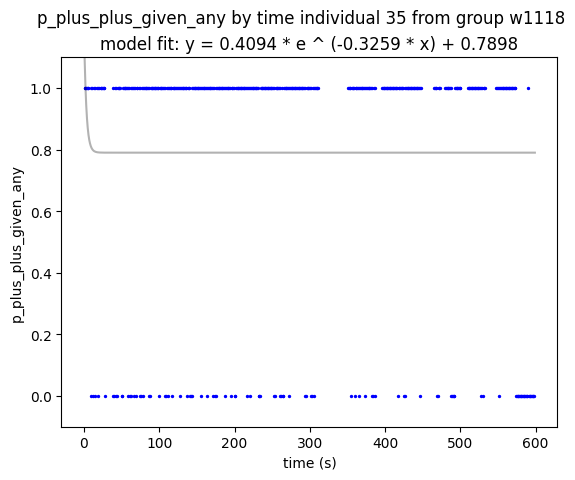 p_plus_plus_given_any by time individual 35 from group w1118
model fit: y = 0.4094 * e ^ (-0.3259 * x) + 0.7898
1.0
0.8
0.6
0.4
0.2
0.0
p_plus_plus_given_any
0 100 200 300 400 500 600
time (s)